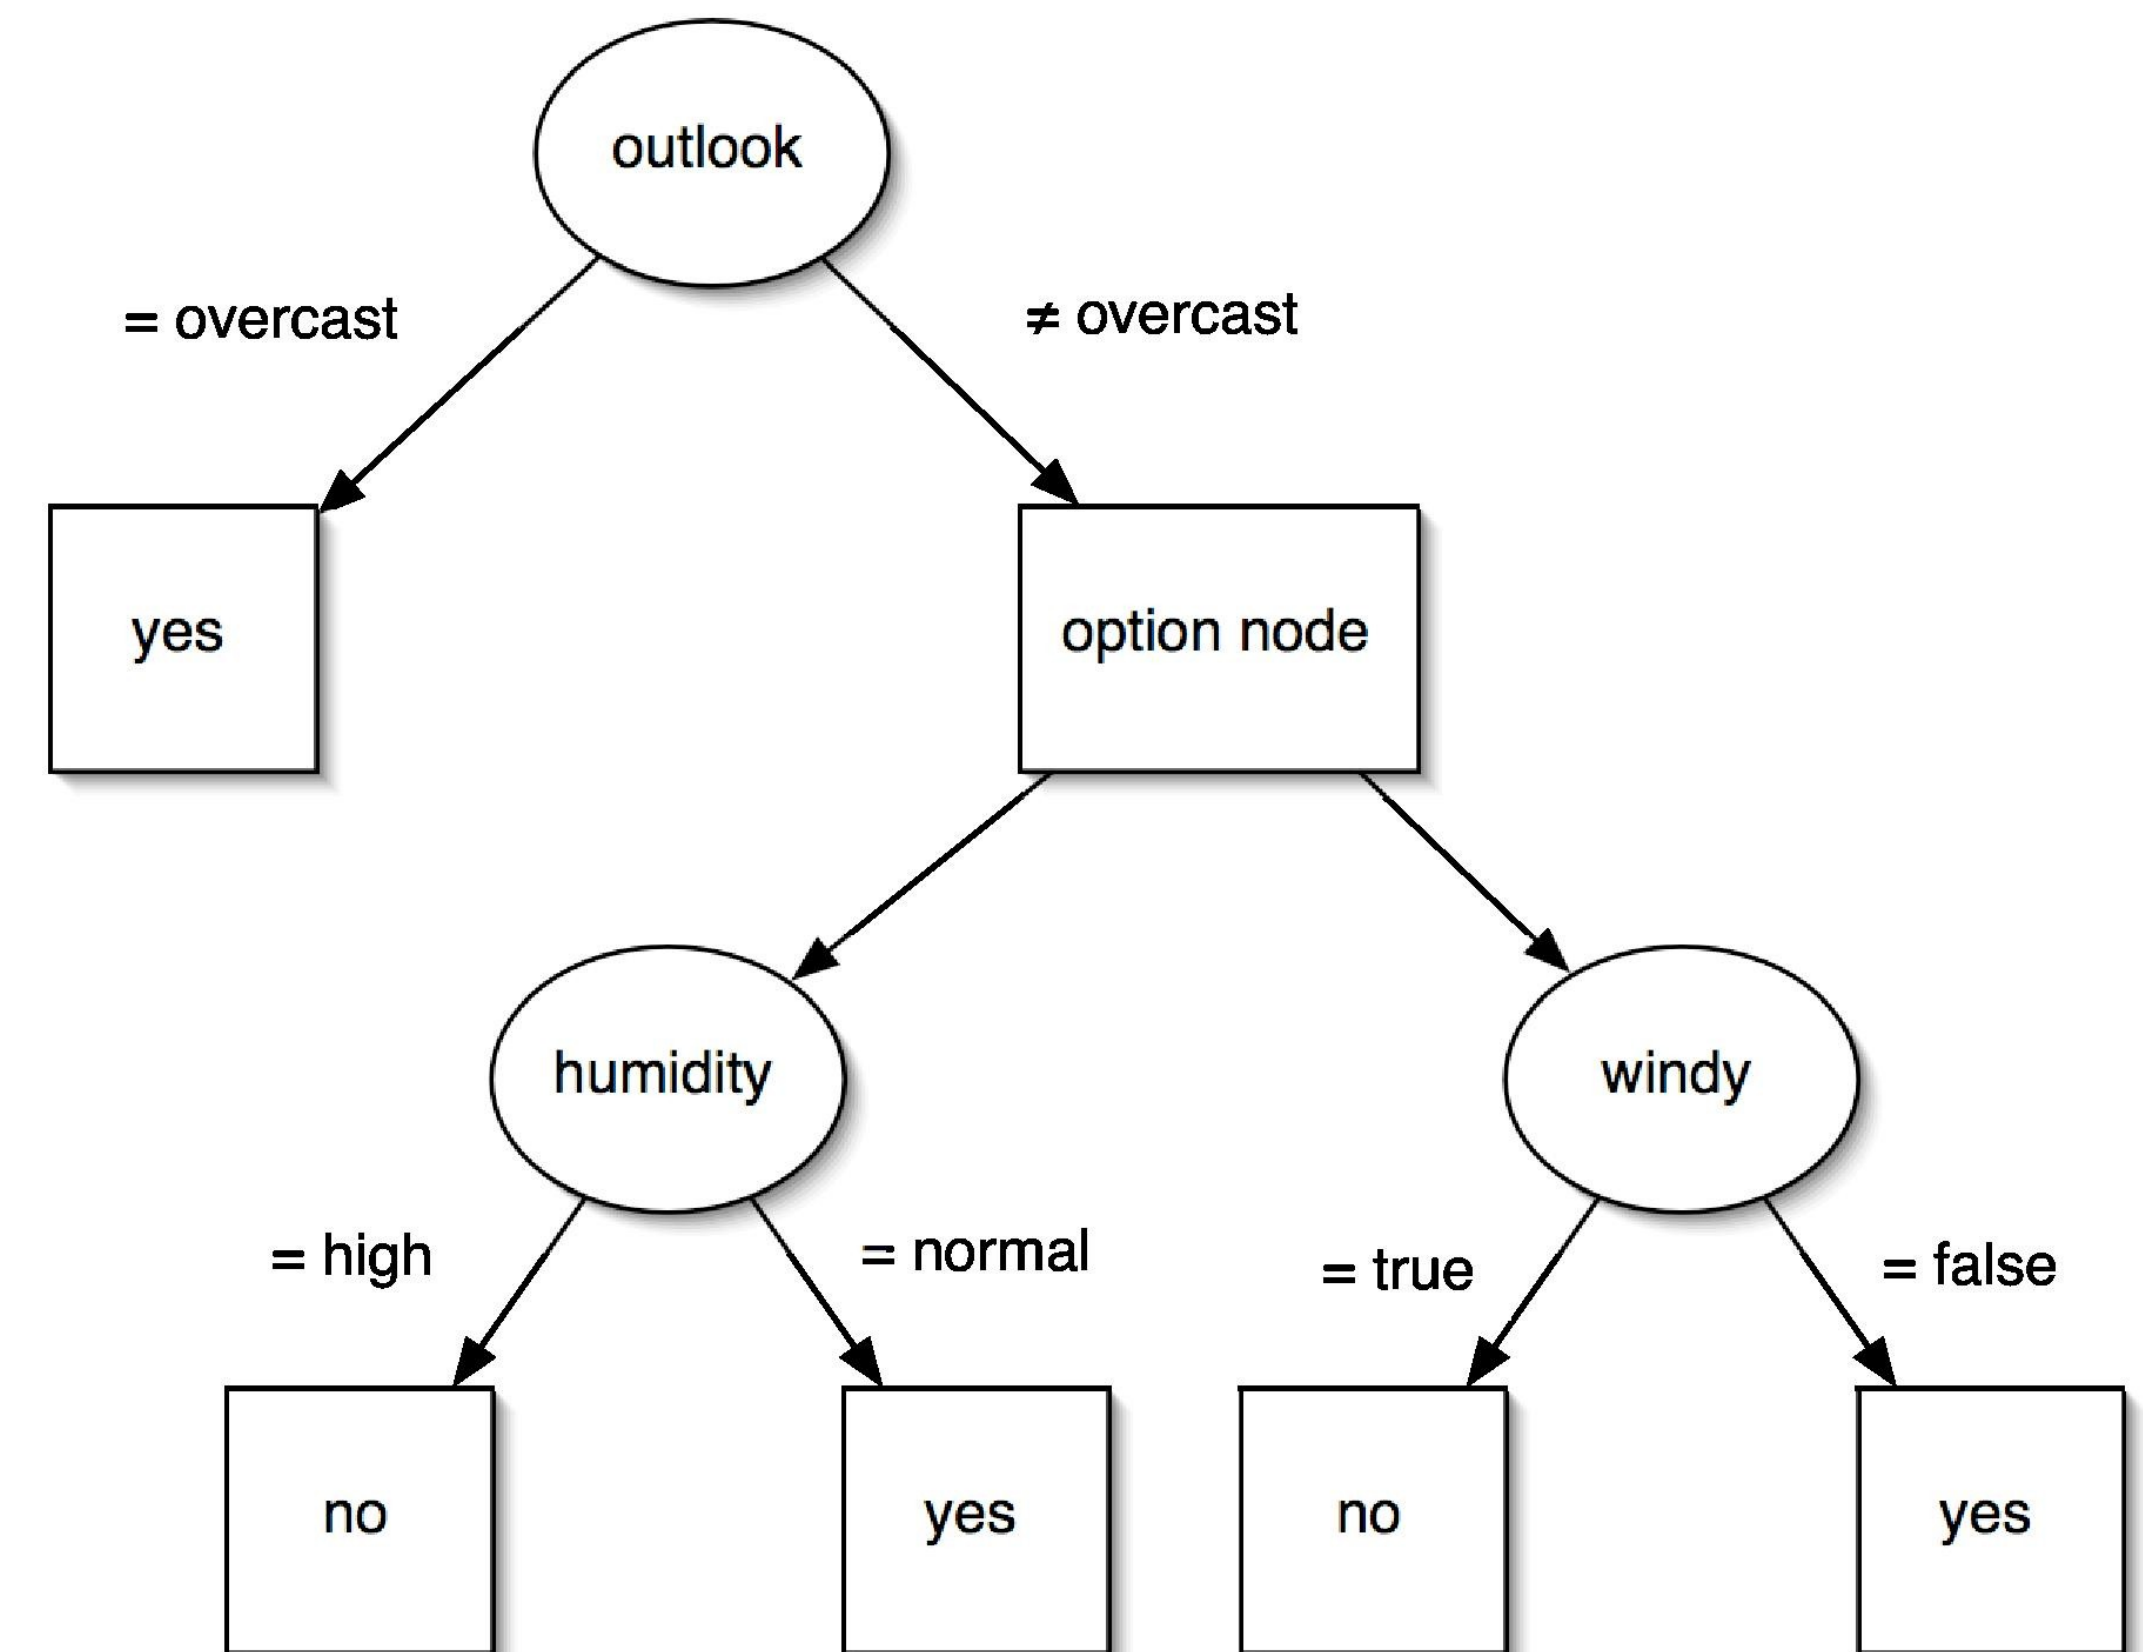 outlook
= overcast
≠ overcast
yes
option node
humidity
windy
= high
= normal
= true
= false
no
yes
no
yes